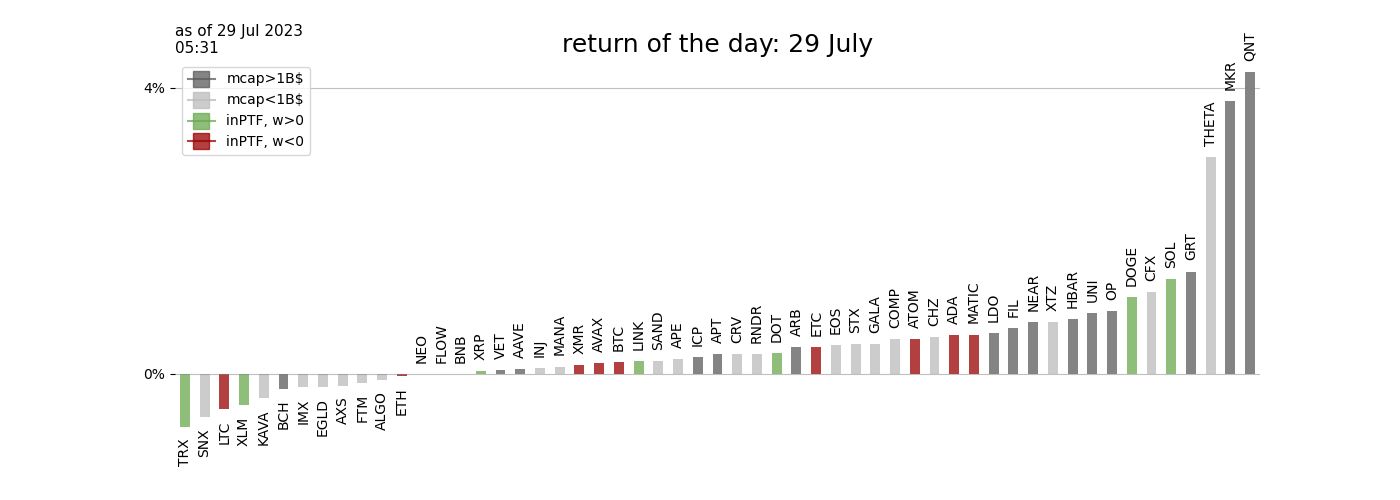 as of 29 Jul 2023
05:31
return of the day: 29 July
mcap>1B$
mcap<1B$
inPTF, w>0
inPTF, w<0
4%
0%
TRX
SNX
LTC
XLM
KAVA
BCH
IMX
EGLD
AXS
FTM
ALGO
ETH
NEO
FLOW
BNB
XRP
VET
AAVE
INJ
MANA
XMR
AVAX
BTC
LINK
SAND
APE
ICP
APT
CRV
RNDR
DOT
ARB
ETC
EOS
STX
GALA
COMP
ATOM
CHZ
ADA
MATIC
LDO
FIL
NEAR
XTZ
HBAR
UNI
OP
DOGE
CFX
SOL
GRT
THETA
MKR
QNT